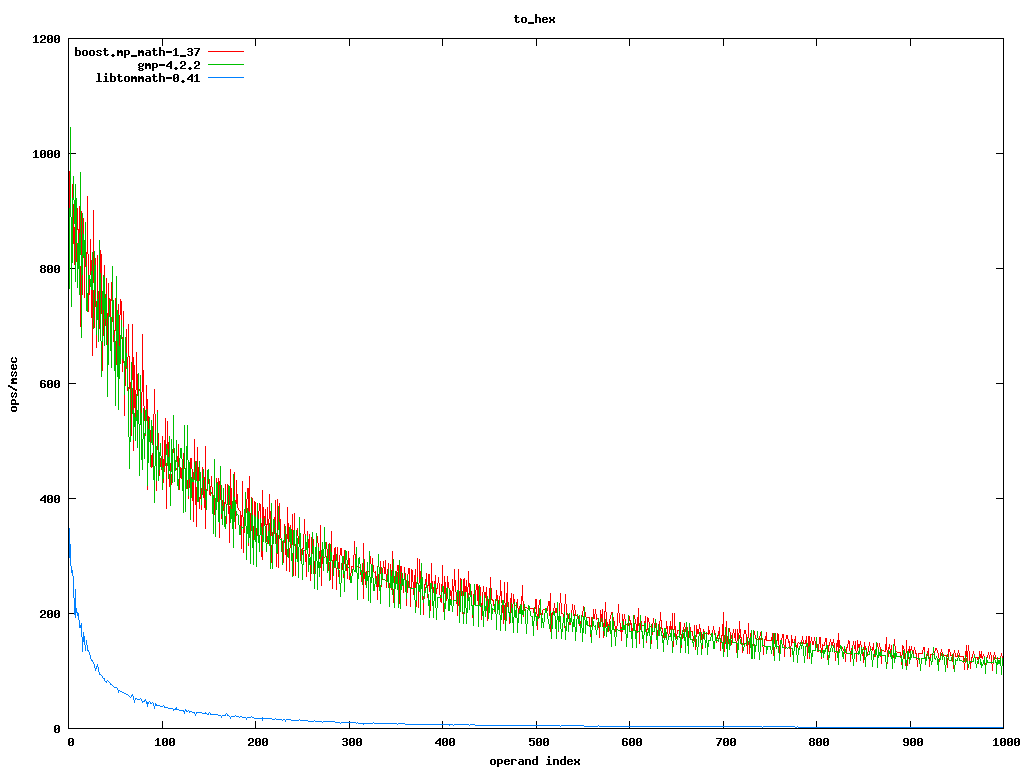 to_hex
boost.mp_math-1_37
gmp-4.2.2
libtommath-0.41
1200
1000
800
600
400
200
0
ops/msec
0 100 200 300 400 500 600 700 800 900 1000
operand index